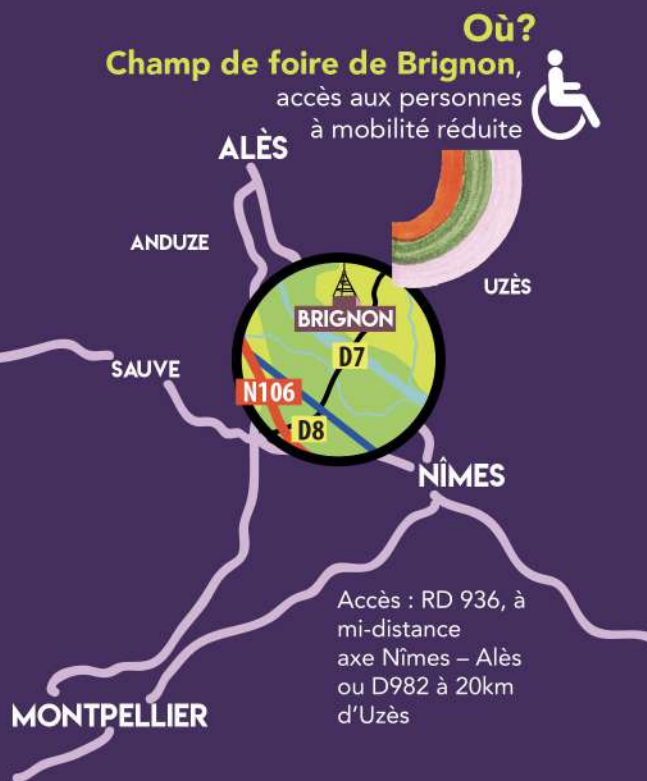 Où?
Champ de foire de Brignon,
accès aux personnes
à mobilité réduite
ALÈS
ANDUZE
UZÈS
BRIGNON
D7
SAUVE
N106
D8
NÎMES
Accès : RD 936, à
mi-distance
axe Nîmes – Alès
ou D982 à 20km
d'Uzès
MONTPELLIER